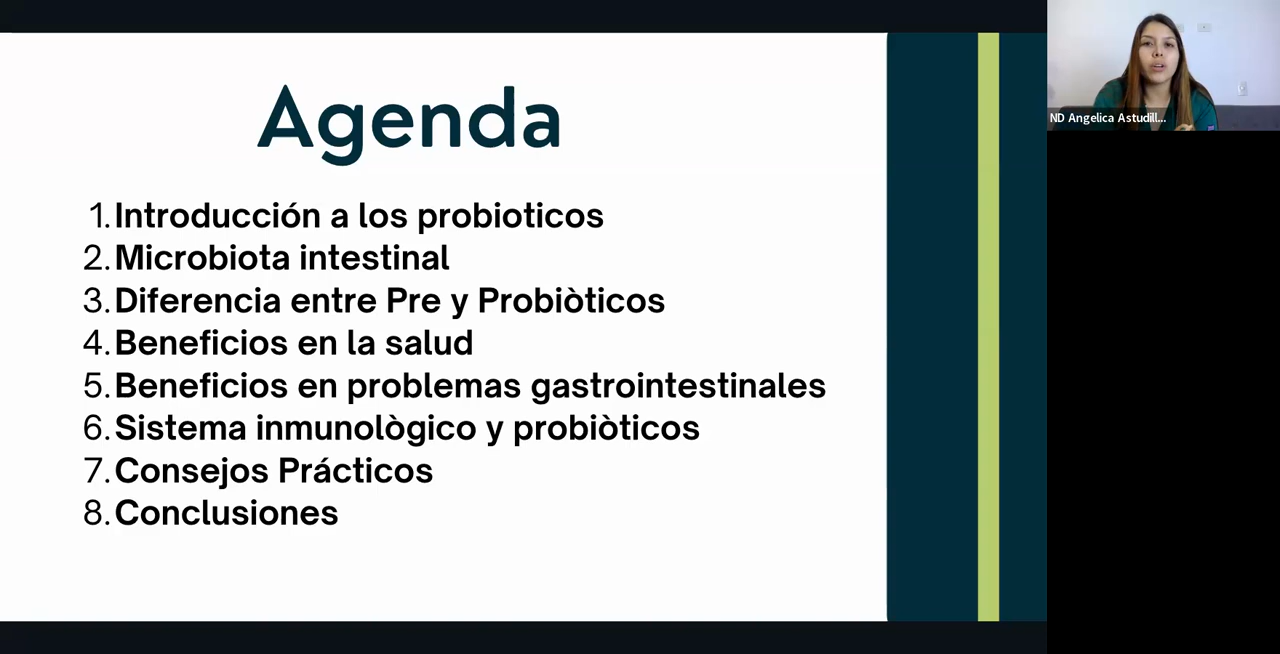 Agenda
1. Introducción a los probioticos
2. Microbiota intestinal
3. Diferencia entre Pre y Probiòticos
4. Beneficios en la salud
5. Beneficios en problemas gastrointestinales
6. Sistema inmunològico y probiòticos
7. Consejos Prácticos
8. Conclusiones
ND Angelica Astudill...